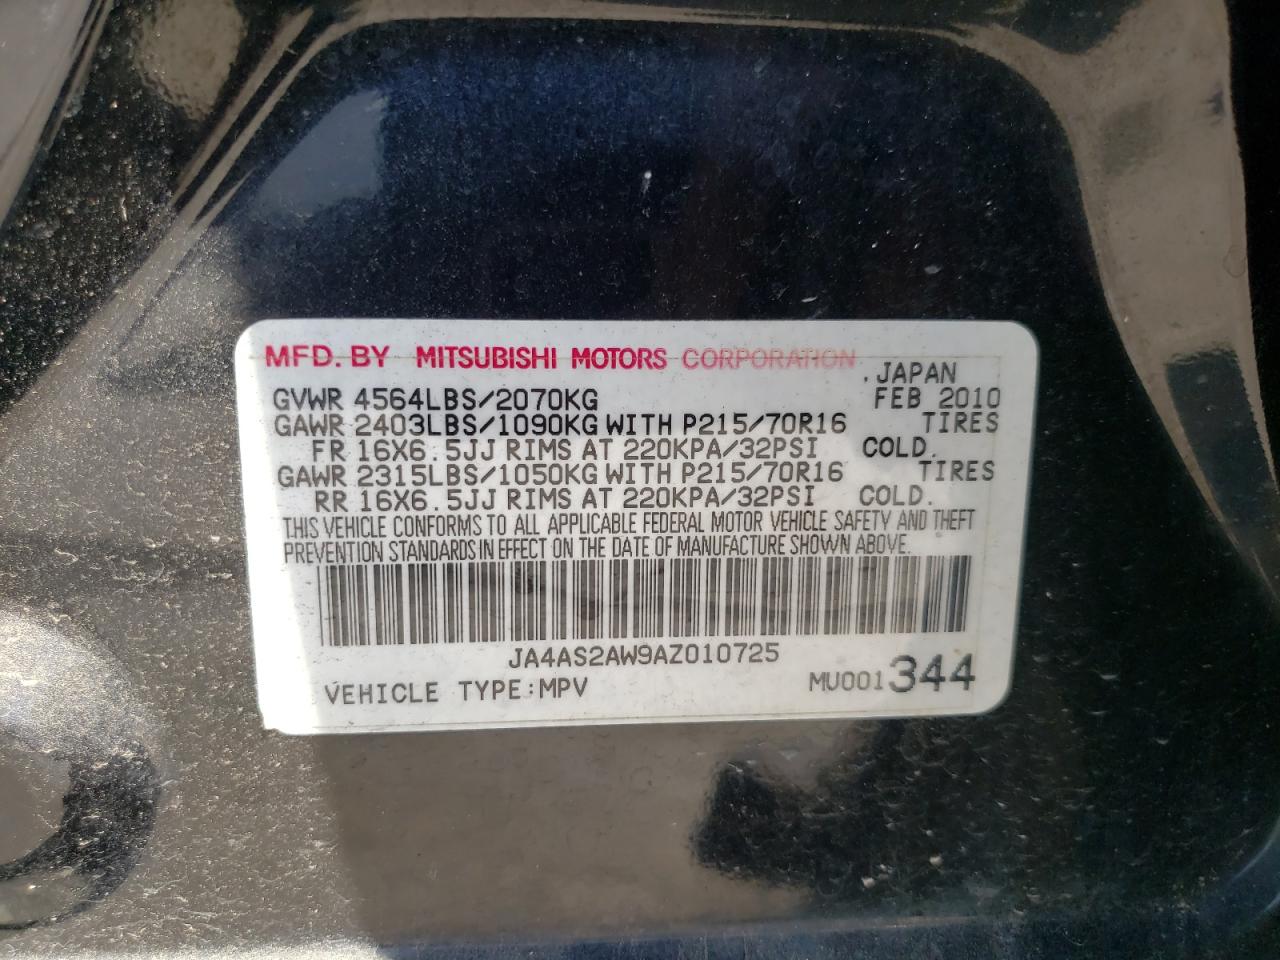 MFD. BY MITSUBISHI MOTORS CORPORATION
. JAPAN
GVWR 4564LBS/2070KG FEB 2010
GAWR 2403LBS/1090KG WITH P215/70R16 TIRES
FR 16X6.5JJ RIMS AT 220KPA/32PSI COLD.
GAWR 2315LBS/1050KG WITH P215/70R16 TIRES
RR 16X6.5JJ RIMS AT 220KPA/32PSI COLD.
THIS VEHICLE CONFORMS TO ALL APPLICABLE FEDERAL MOTOR VEHICLE SAFETY AND THEFT
PREVENTION STANDARDS IN EFFECT ON THE DATE OF MANUFACTURE SHOWN ABOVE.
JA4AS2AW9AZ010725
VEHICLE TYPE:MPV MU001344